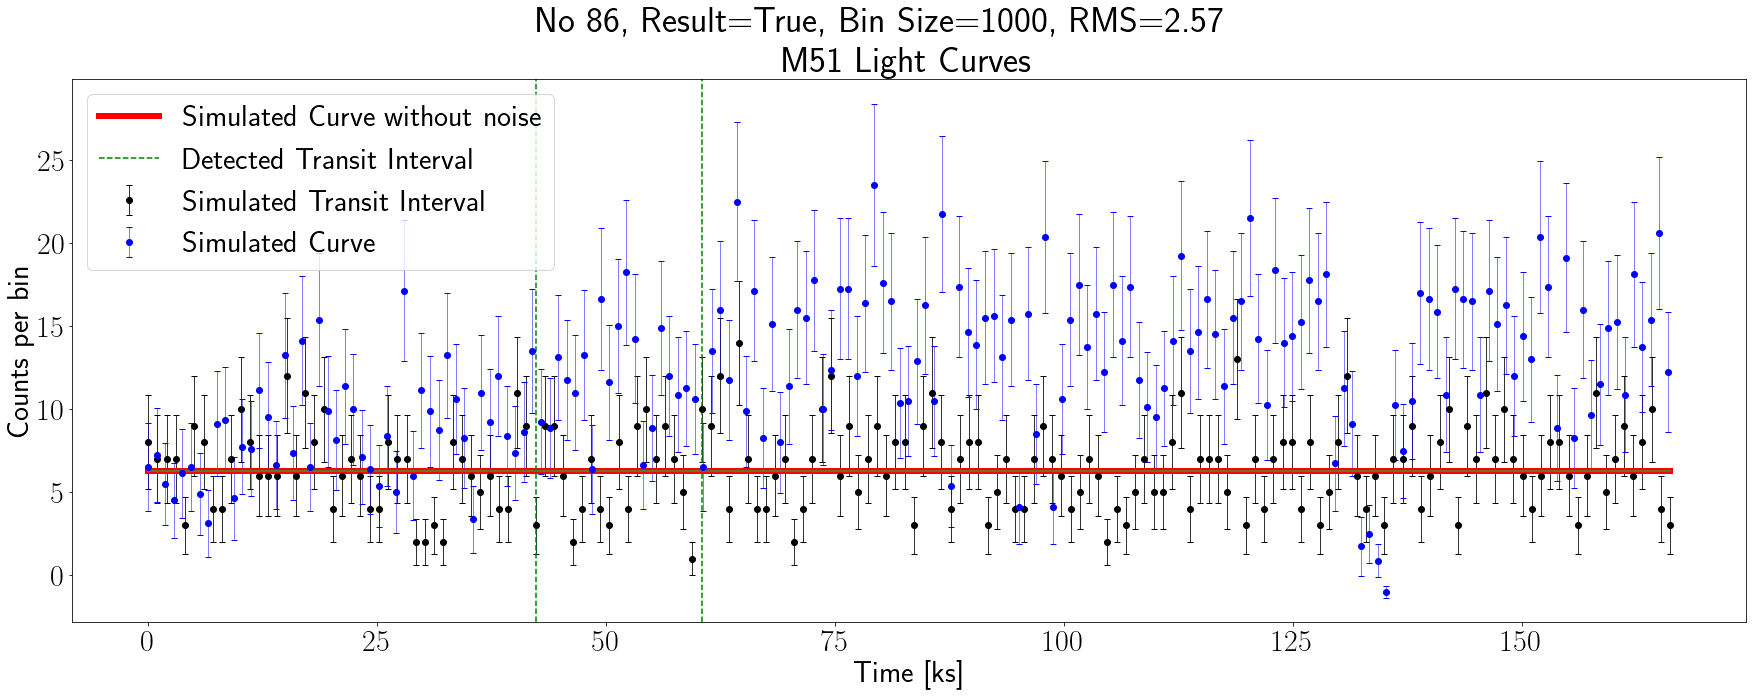 No 86, Result=True, Bin Size=1000, RMS=2.57
M51 Light Curves
Simulated Curve without noise
Detected Transit Interval
Simulated Transit Interval
Simulated Curve
Counts per bin
25
20
15
10
5
0
0 25 50 75 100 125 150
Time [ks]